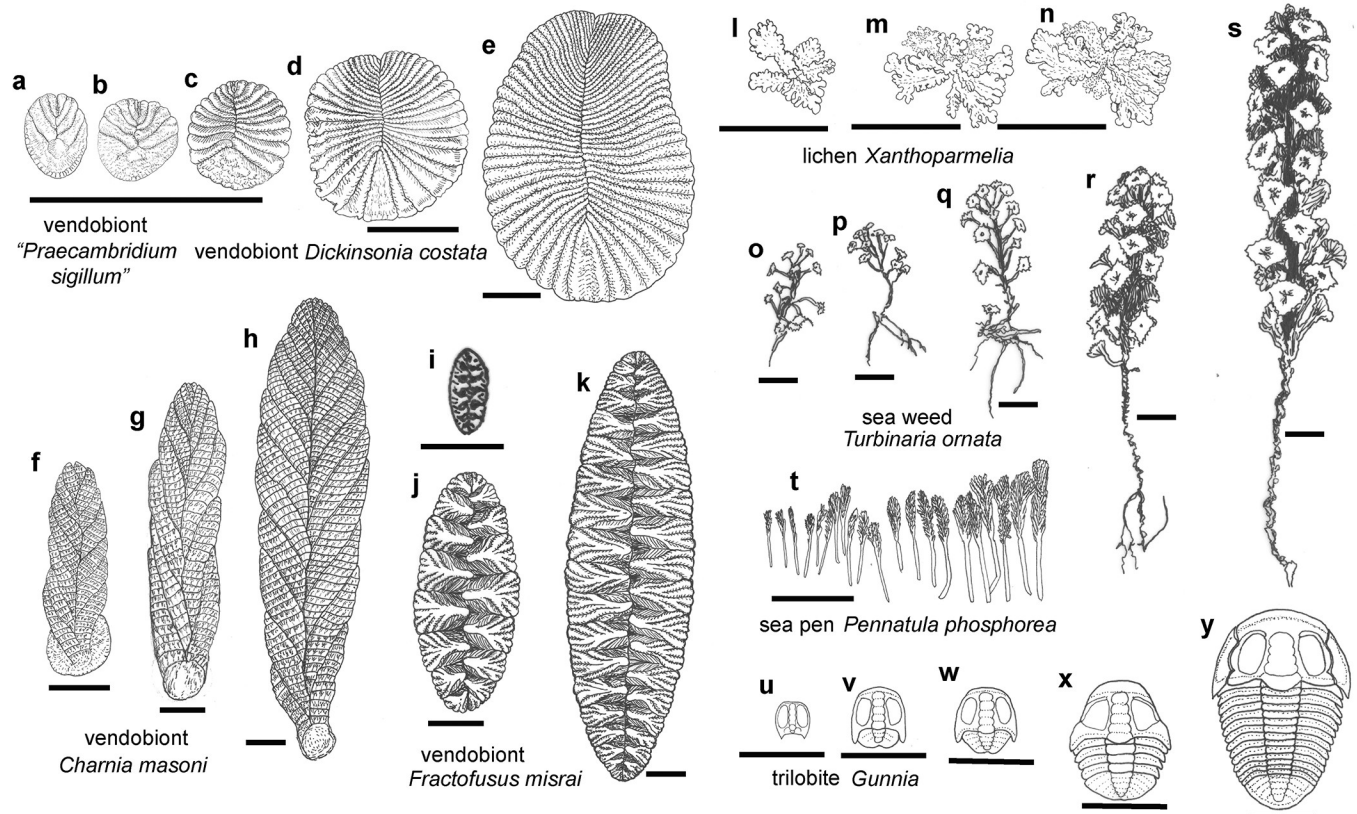 a
b
c
d
e
vendobiont
“Praecambridium
sigillum”
vendobiont Dickinsonia costata
f
g
h
vendobiont
Charnia masoni
i
j
k
vendobiont
Fractofusus misrai
l
m
n
lichen Xanthoparmelia
o
p
q
r
s
sea weed
Turbinaria ornata
t
sea pen Pennatula phosphorea
u
v
w
x
y
trilobite Gunnia